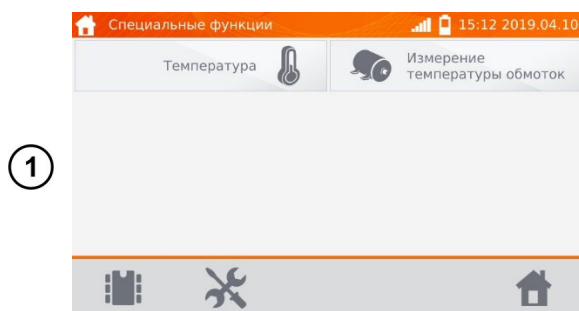 Специальные функции
15:12 2019.04.10
Температура
Измерение
температуры обмоток
1